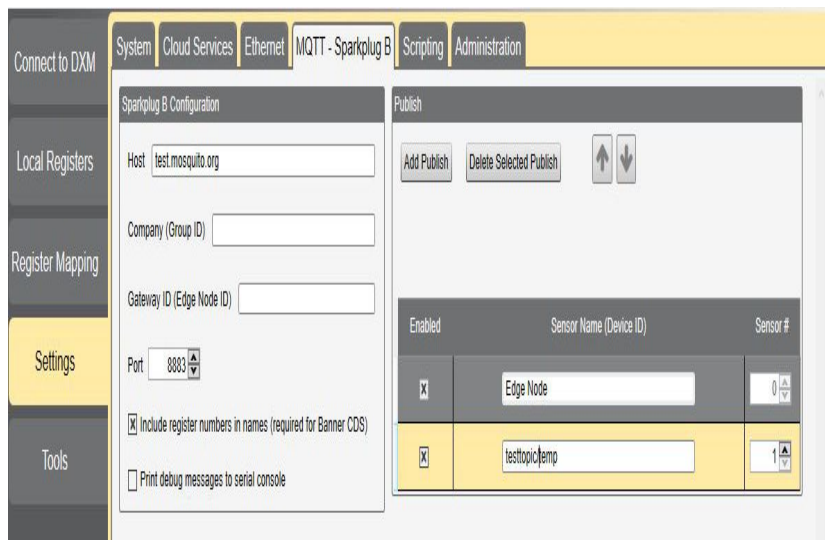 Connect to DXM
Local Registers
Register Mapping
Settings
Tools
System Cloud Services Ethernet MQTT - Sparkplug B Scripting Administration
Sparkplug B Configuration
Host test.mosquito.org
Company (Group ID)
Gateway ID (Edge Node ID)
Port 8883
Include register numbers in names (required for Banner CDS)
Print debug messages to serial console
Publish
Add Publish Delete Selected Publish
Enabled Sensor Name (Device ID) Sensor #
X Edge Node 0
X testtopic/temp 1